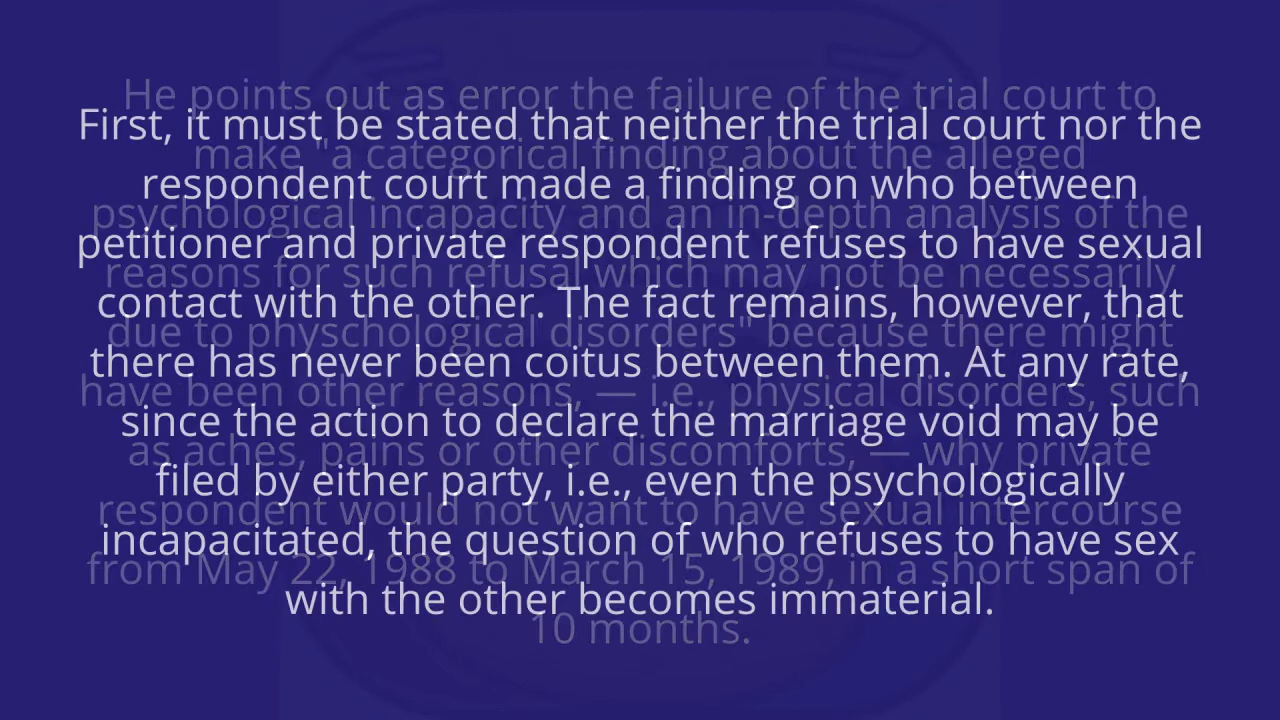 He points out as error the failure of the trial court to
make "a categorical finding about the alleged
psychological incapacity and an in-depth analysis of the
reasons for such refusal which may not be necessarily
due to physchological disorders" because there might
have been other reasons, — i.e., physical disorders, such
as aches, pains or other discomforts, — why private
respondent would not want to have sexual intercourse
from May 22, 1988 to March 15, 1989, in a short span of
10 months.
First, it must be stated that neither the trial court nor the
respondent court made a finding on who between
petitioner and private respondent refuses to have sexual
contact with the other. The fact remains, however, that
there has never been coitus between them. At any rate,
since the action to declare the marriage void may be
filed by either party, i.e., even the psychologically
incapacitated, the question of who refuses to have sex
with the other becomes immaterial.